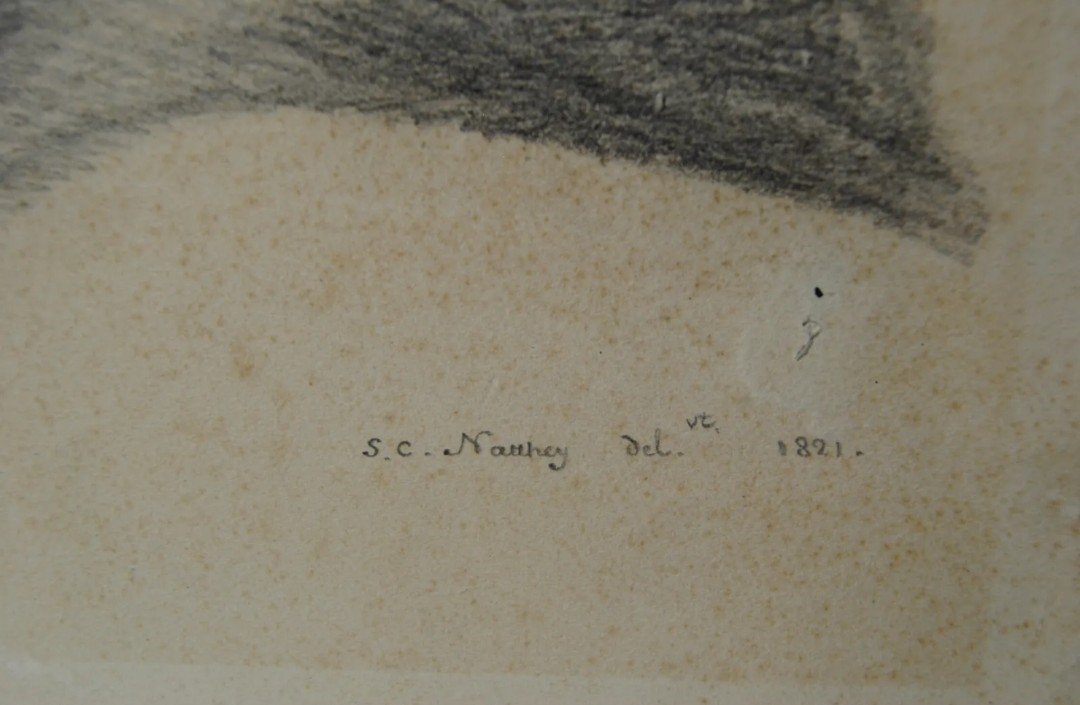 S. C. Natthey del.vt. 1821.